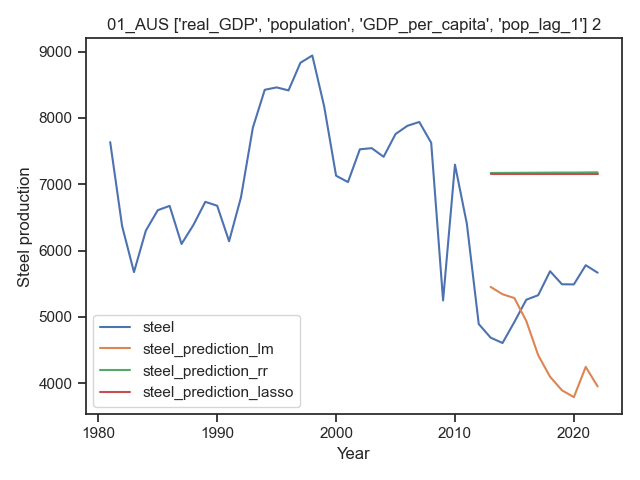 01_AUS ['real_GDP', 'population', 'GDP_per_capita', 'pop_lag_1'] 2
9000
8000
7000
6000
5000
4000
Steel production
steel
steel_prediction_lm
steel_prediction_rr
steel_prediction_lasso
1980
1990
2000
2010
2020
Year